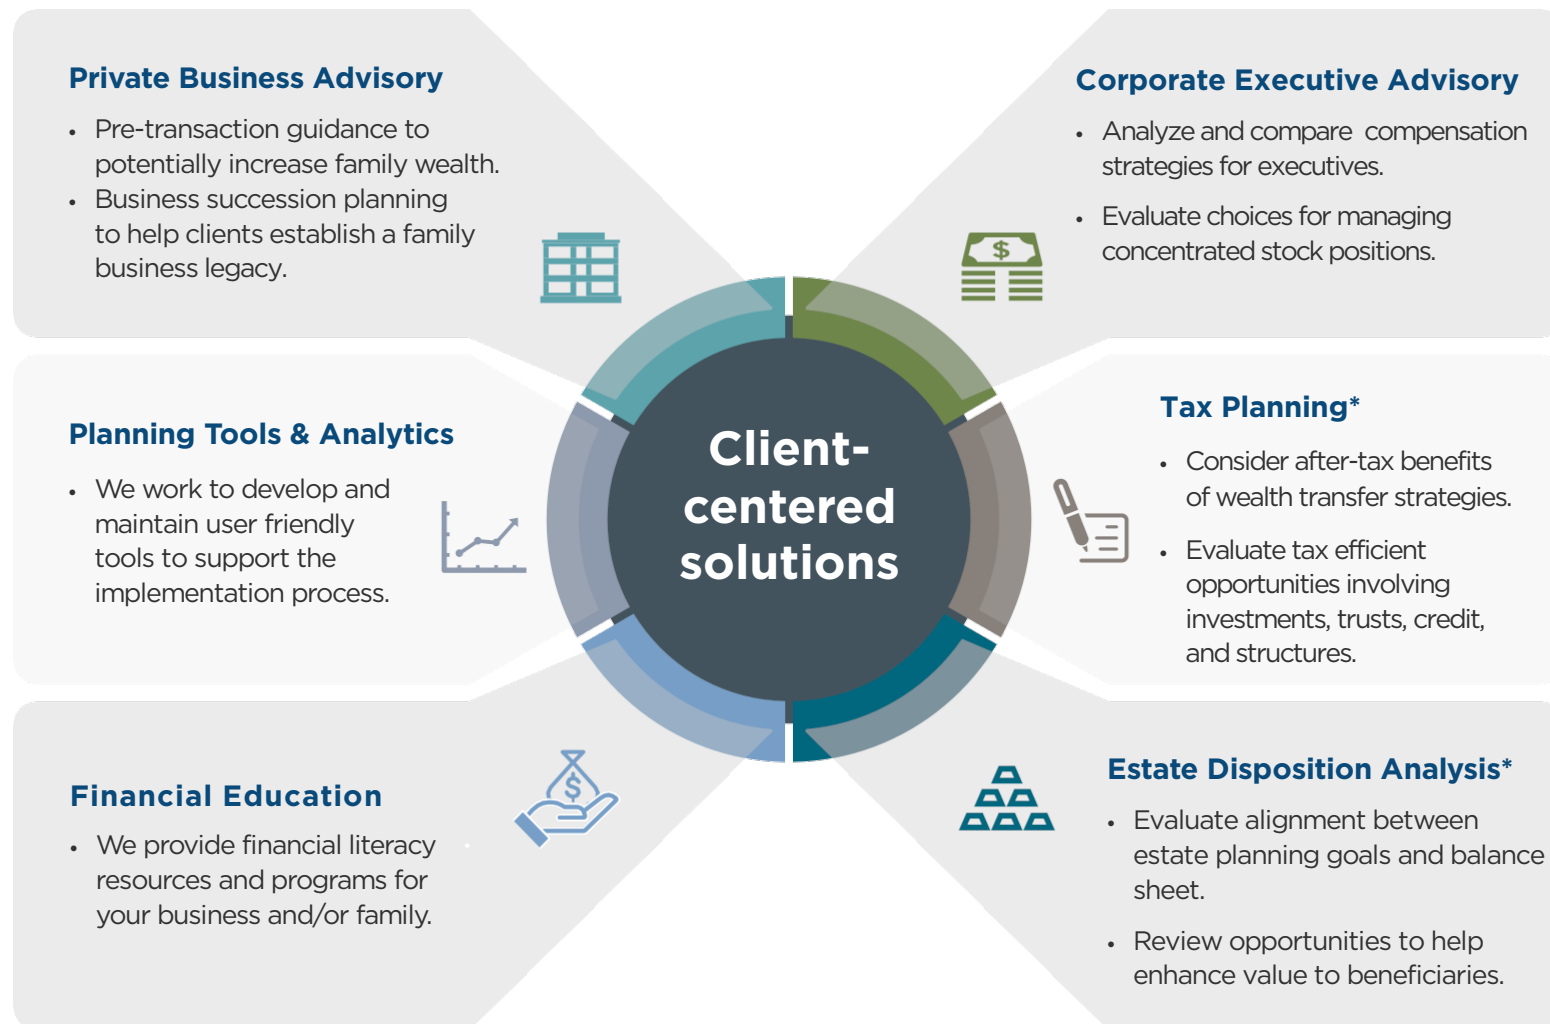 Private Business Advisory
• Pre-transaction guidance to
potentially increase family wealth.
• Business succession planning
to help clients establish a family
business legacy.
Corporate Executive Advisory
• Analyze and compare compensation
strategies for executives.
• Evaluate choices for managing
concentrated stock positions.
$
Planning Tools & Analytics
• We work to develop and
maintain user friendly
tools to support the
implementation process.
Client-
centered
solutions
Tax Planning*
• Consider after-tax benefits
of wealth transfer strategies.
• Evaluate tax efficient
opportunities involving
investments, trusts, credit,
and structures.
Financial Education
• We provide financial literacy
resources and programs for
your business and/or family.
$
Estate Disposition Analysis*
• Evaluate alignment between
estate planning goals and balance
sheet.
• Review opportunities to help
enhance value to beneficiaries.